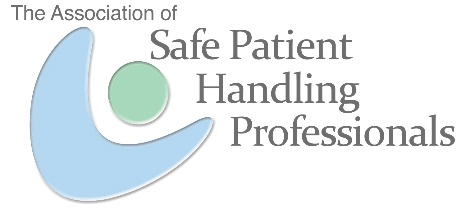 The Association of
Safe Patient
Handling
Professionals